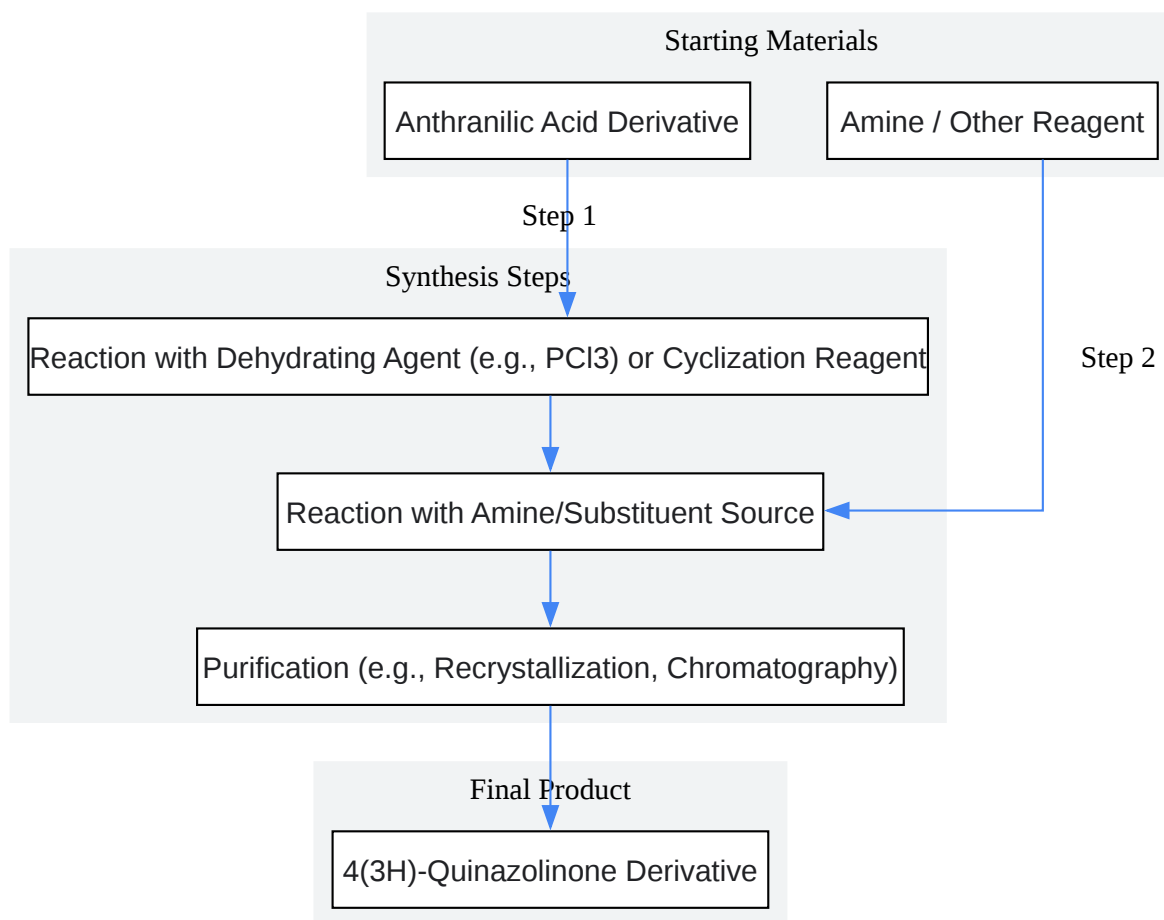 Starting Materials
Anthranilic Acid Derivative
Amine / Other Reagent
Step 1
Synthesis Steps
Reaction with Dehydrating Agent (e.g., PCl3) or Cyclization Reagent
Step 2
Reaction with Amine/Substituent Source
Purification (e.g., Recrystallization, Chromatography)
Final Product
4(3H)-Quinazolinone Derivative